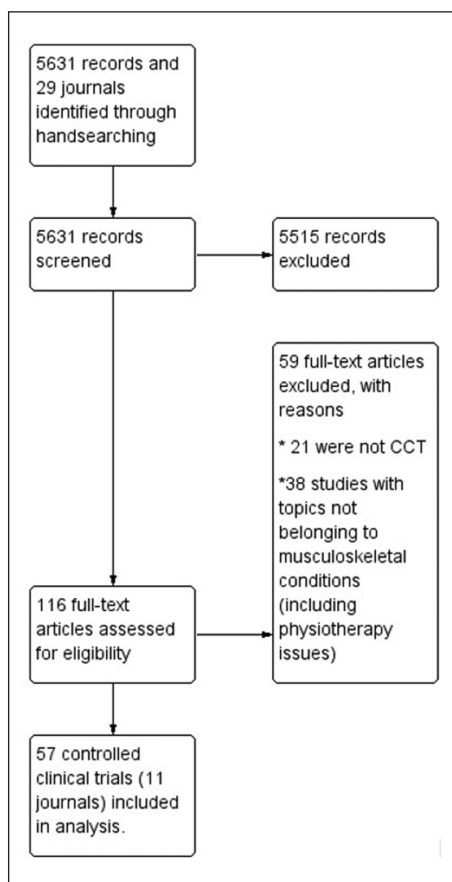 5631 records and
29 journals
identified through
handsearching
5631 records
screened
5515 records
excluded
59 full-text articles
excluded, with
reasons
* 21 were not CCT
*38 studies with
topics not
belonging to
musculoskeletal
conditions
(including
physiotherapy
issues)
116 full-text
articles assessed
for eligibility
57 controlled
clinical trials (11
journals) included
in analysis.